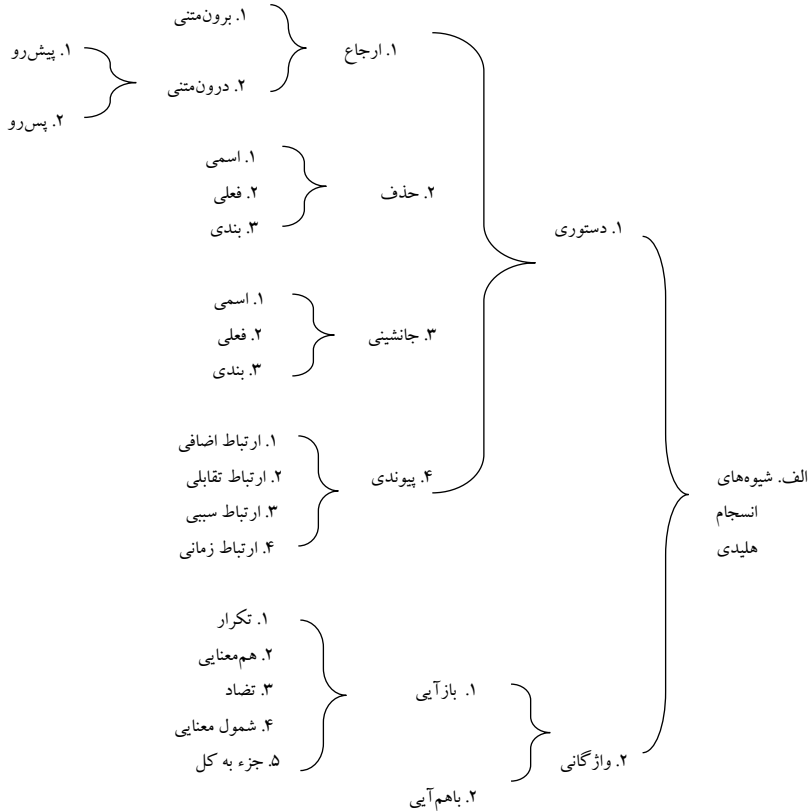 الف. شیوه‌های
انسجام
هلیدی
۱. دستوری
۱. ارجاع
۱. برون‌متنی
۲. درون‌متنی
۱. پیش‌رو
۲. پس‌رو
۲. حذف
۱. اسمی
۲. فعلی
۳. بندی
۳. جانشینی
۱. اسمی
۲. فعلی
۳. بندی
۴. پیوندی
۱. ارتباط اضافی
۲. ارتباط تقابلی
۳. ارتباط سببی
۴. ارتباط زمانی
۲. واژگانی
۱. بازآیی
۱. تکرار
۲. هم‌معنایی
۳. تضاد
۴. شمول معنایی
۵. جزء به کل
۲. باهم‌آیی